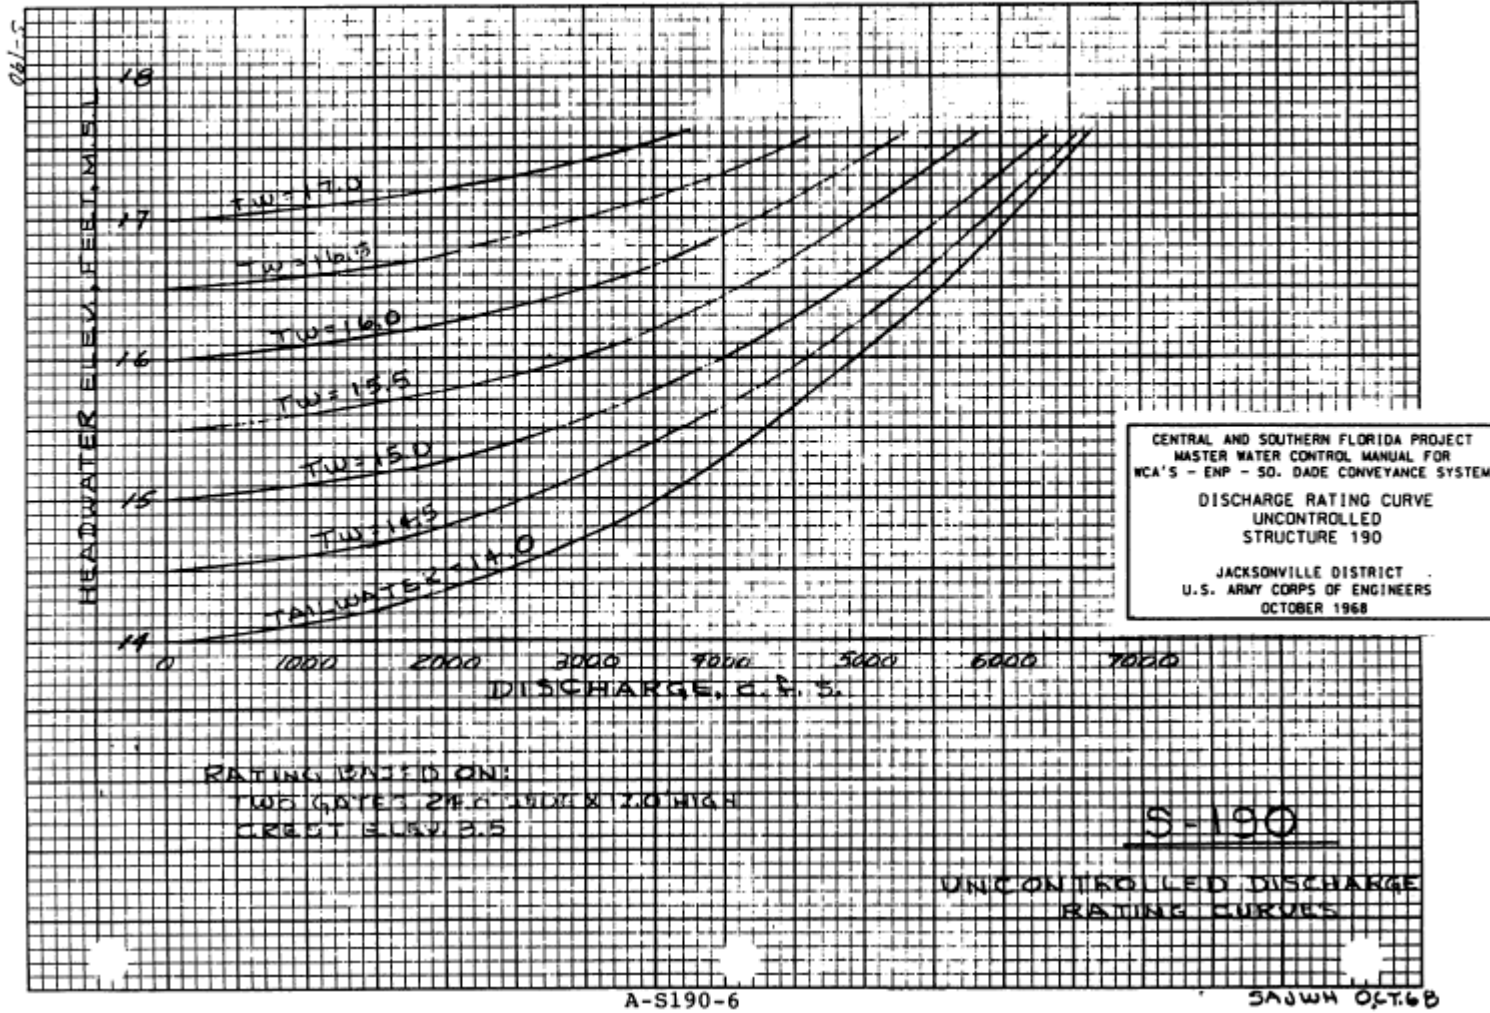 S-190
18
17
16
15
14
HEADWATER ELEV., FEET, M.S.L.
TW=17.0
TW=16.5
TW=16.0
TW=15.5
TW=15.0
TW=14.5
TAILWATER=14.0
0 1000 2000 3000 4000 5000 6000 7000
DISCHARGE, c.f.s.
CENTRAL AND SOUTHERN FLORIDA PROJECT
MASTER WATER CONTROL MANUAL FOR
WCA'S - ENP - SO. DADE CONVEYANCE SYSTEM
DISCHARGE RATING CURVE
UNCONTROLLED
STRUCTURE 190
JACKSONVILLE DISTRICT
U.S. ARMY CORPS OF ENGINEERS
OCTOBER 1968
RATING BASED ON:
TWO GATES WIDE X 12.0' HIGH
CREST ELEV. 3.5
S-190
UNCONTROLLED DISCHARGE
RATING CURVES
A-S190-6
SAJWH OCT.68